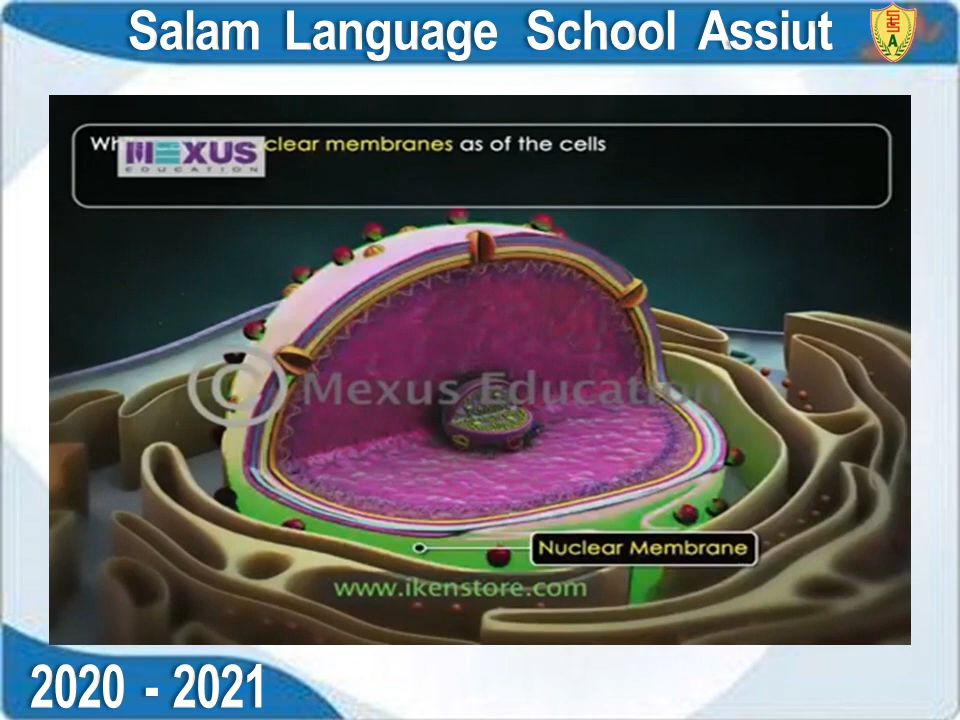 Salam Language School Assiut
clear membranes as of the cells
MEXUS
EDUCATION
© Mexus Education
Nuclear Membrane
www.ikenstore.com
2020 - 2021